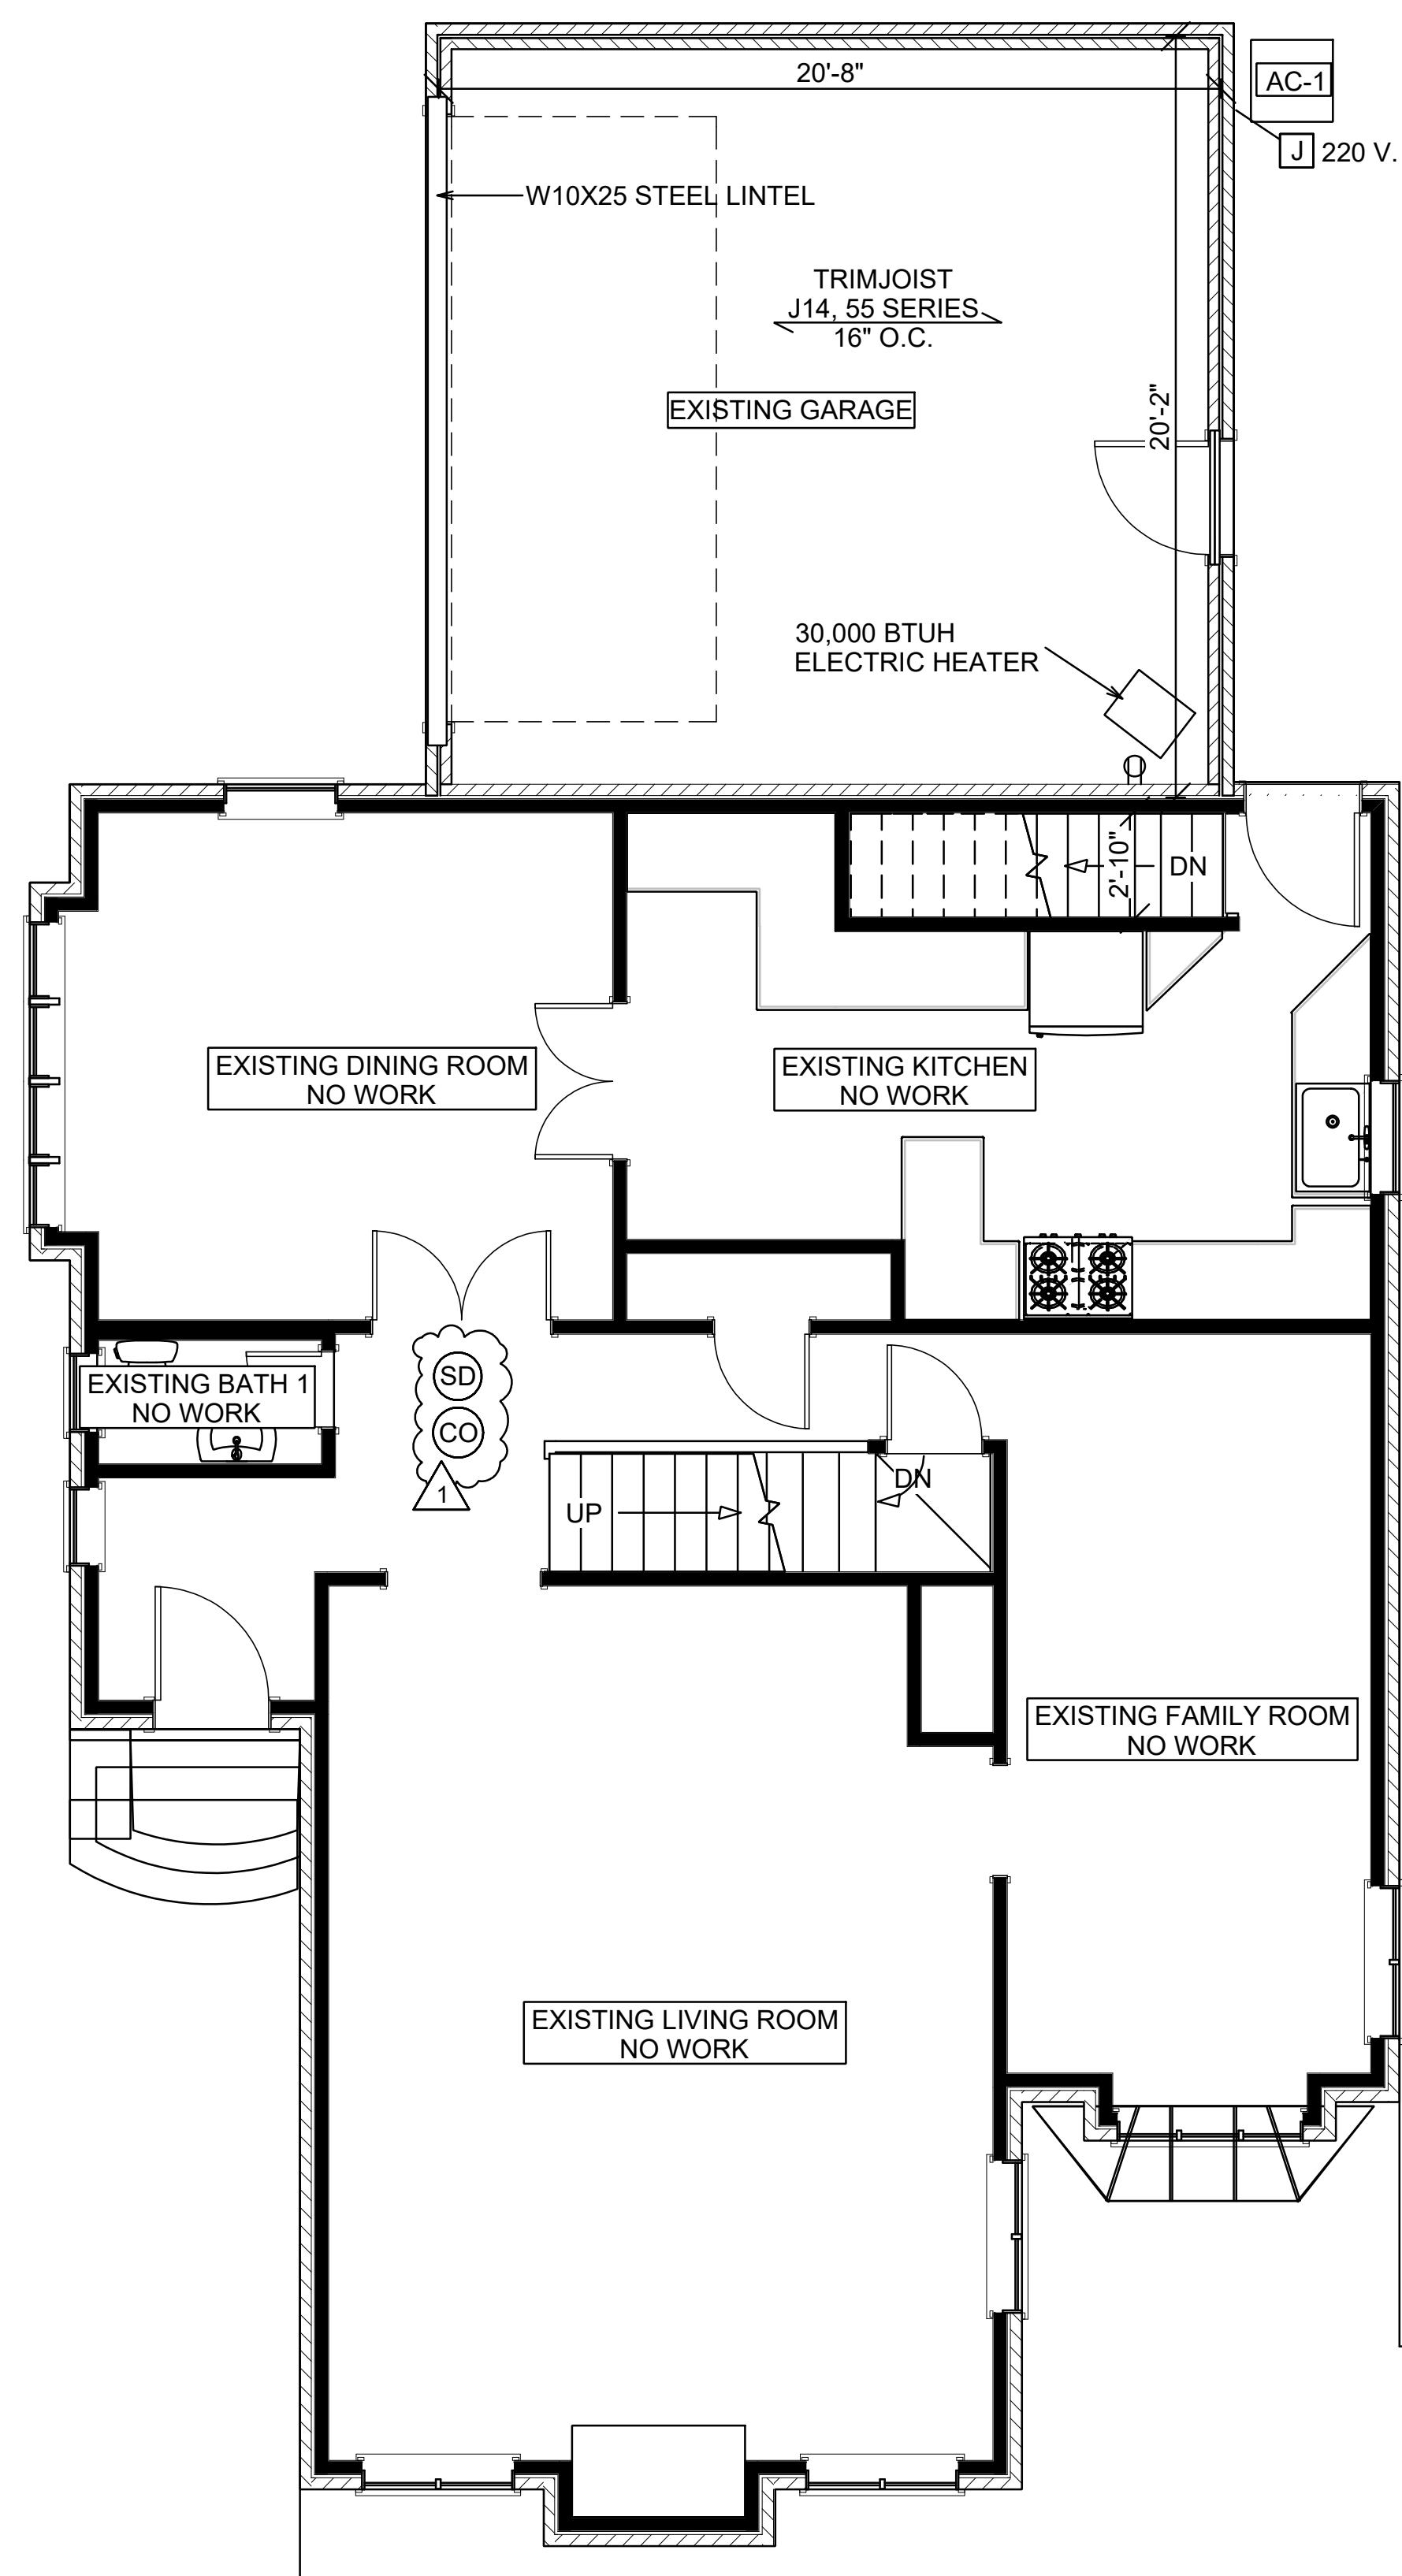 20'-8"
AC-1
J 220 V.
W10X25 STEEL LINTEL
TRIMJOIST
J14, 55 SERIES
16" O.C.
EXISTING GARAGE
20'-2"
30,000 BTUH
ELECTRIC HEATER
2'-10"
DN
EXISTING DINING ROOM
NO WORK
EXISTING KITCHEN
NO WORK
EXISTING BATH 1
NO WORK
SD
CO
1
UP
DN
EXISTING FAMILY ROOM
NO WORK
EXISTING LIVING ROOM
NO WORK